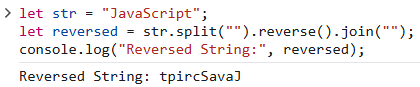 let str = "JavaScript";
let reversed = str.split("").reverse().join("");
console.log("Reversed String:", reversed);
Reversed String: tpircSavaJ